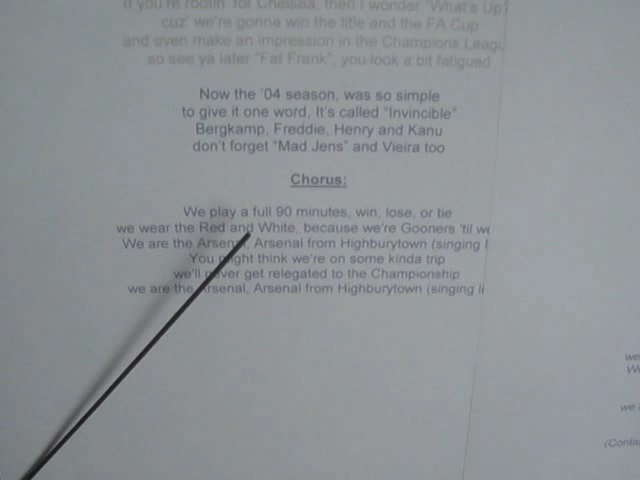 If you're rootin' for Chelsea, then I wonder "What's Up?
cuz' we're gonna win the title and the FA Cup
and even make an impression in the Champions Leagu
so see ya later "Fat Frank", you look a bit fatigued
Now the '04 season, was so simple
to give it one word, It's called "Invincible"
Bergkamp, Freddie, Henry and Kanu
don't forget "Mad Jens" and Vieira too
Chorus:
We play a full 90 minutes, win, lose, or tie
we wear the Red and White, because we're Gooners 'til we
We are the Arsenal, Arsenal from Highburytown (singing l
You might think we're on some kinda trip
we'll never get relegated to the Championship
we are the Arsenal, Arsenal from Highburytown (singing li
we
We
we
(Conta